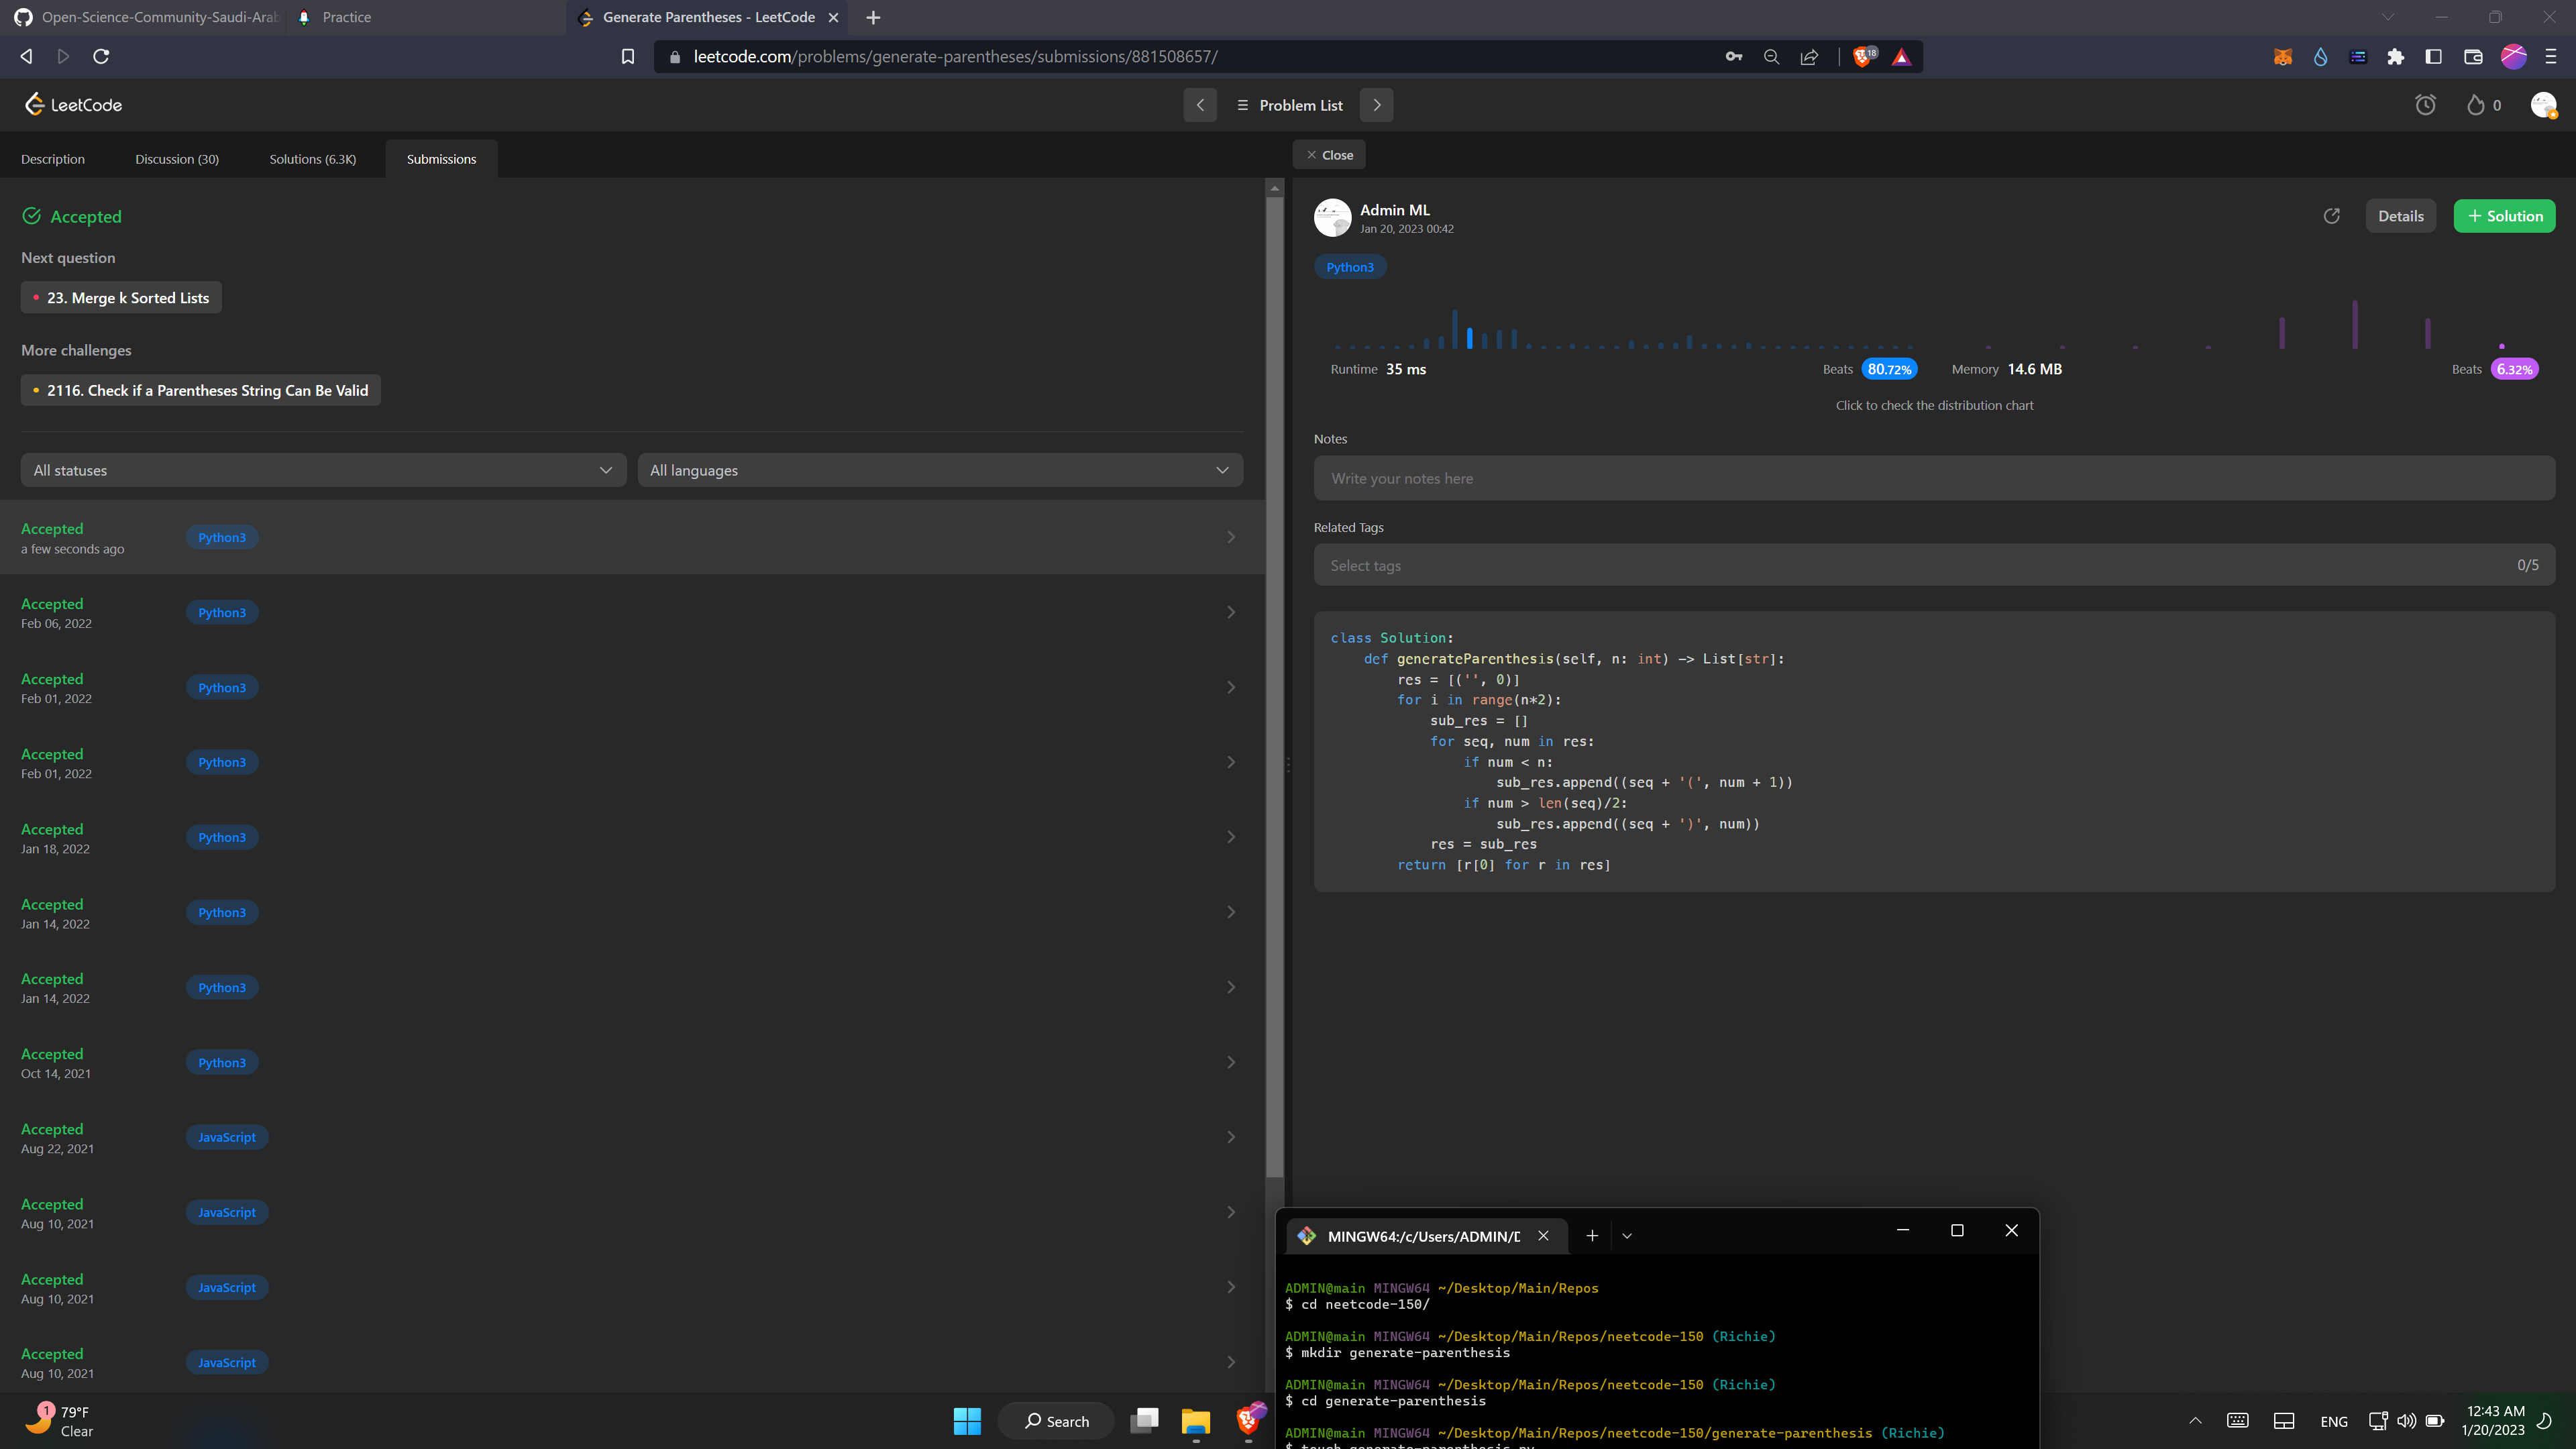 Open-Science-Community-Saudi-Arab
Practice
Generate Parentheses - LeetCode
leetcode.com/problems/generate-parentheses/submissions/881508657/
18
LeetCode
Problem List
0
Description
Discussion (30)
Solutions (6.3K)
Submissions
Close
Accepted
Next question
23. Merge k Sorted Lists
More challenges
2116. Check if a Parentheses String Can Be Valid
All statuses
All languages
Accepted
a few seconds ago
Python3
Accepted
Feb 06, 2022
Python3
Accepted
Feb 01, 2022
Python3
Accepted
Feb 01, 2022
Python3
Accepted
Jan 18, 2022
Python3
Accepted
Jan 14, 2022
Python3
Accepted
Jan 14, 2022
Python3
Accepted
Oct 14, 2021
Python3
Accepted
Aug 22, 2021
JavaScript
Accepted
Aug 10, 2021
JavaScript
Accepted
Aug 10, 2021
JavaScript
Accepted
Aug 10, 2021
JavaScript
Admin ML
Jan 20, 2023 00:42
Details
Solution
Python3
Runtime 35 ms
Beats 80.72%
Memory 14.6 MB
Beats 6.32%
Click to check the distribution chart
Notes
Write your notes here
Related Tags
Select tags
0/5
class Solution:
    def generateParenthesis(self, n: int) -> List[str]:
        res = [('', 0)]
        for i in range(n*2):
            sub_res = []
            for seq, num in res:
                if num < n:
                    sub_res.append((seq + '(', num + 1))
                if num > len(seq)/2:
                    sub_res.append((seq + ')', num))
            res = sub_res
        return [r[0] for r in res]
MINGW64:/c/Users/ADMIN/D
ADMIN@main MINGW64 ~/Desktop/Main/Repos
$ cd neetcode-150/
ADMIN@main MINGW64 ~/Desktop/Main/Repos/neetcode-150 (Richie)
$ mkdir generate-parenthesis
ADMIN@main MINGW64 ~/Desktop/Main/Repos/neetcode-150 (Richie)
$ cd generate-parenthesis
ADMIN@main MINGW64 ~/Desktop/Main/Repos/neetcode-150/generate-parenthesis (Richie)
$ touch generate-parenthesis.py
1
79°F
Clear
Search
ENG
12:43 AM
1/20/2023